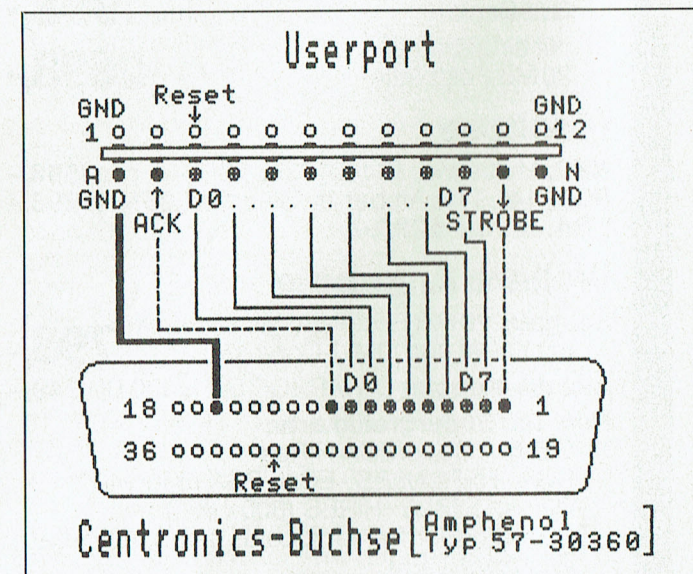 Userport
GND Reset GND
1 12
A N
GND D0 . . . . . . D7 GND
ACK STROBE
D0 D7
18 1
36 19
Reset
Centronics-Buchse [Amphenol
Typ 57-30360]